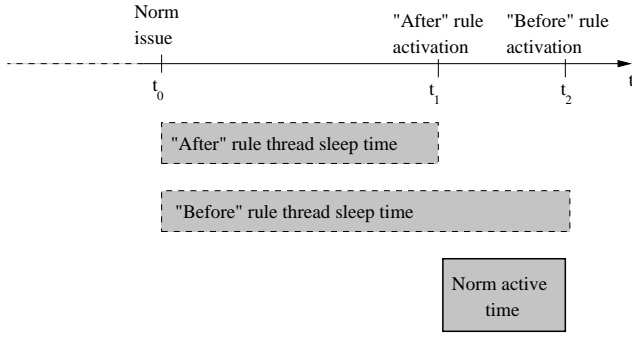 Norm
issue
"After" rule
activation
"Before" rule
activation
t0
t1
t2
t
"After" rule thread sleep time
"Before" rule thread sleep time
Norm active
time